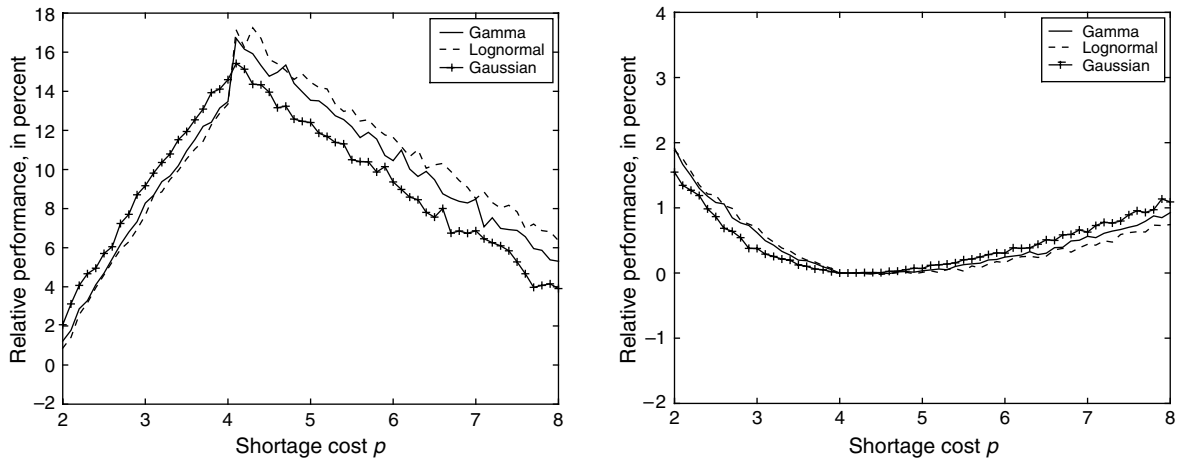 Relative performance, in percent
18
16
14
12
10
8
6
4
2
0
−2
2 3 4 5 6 7 8
Shortage cost p
Gamma
Lognormal
Gaussian
Relative performance, in percent
4
3
2
1
0
−1
−2
2 3 4 5 6 7 8
Shortage cost p
Gamma
Lognormal
Gaussian